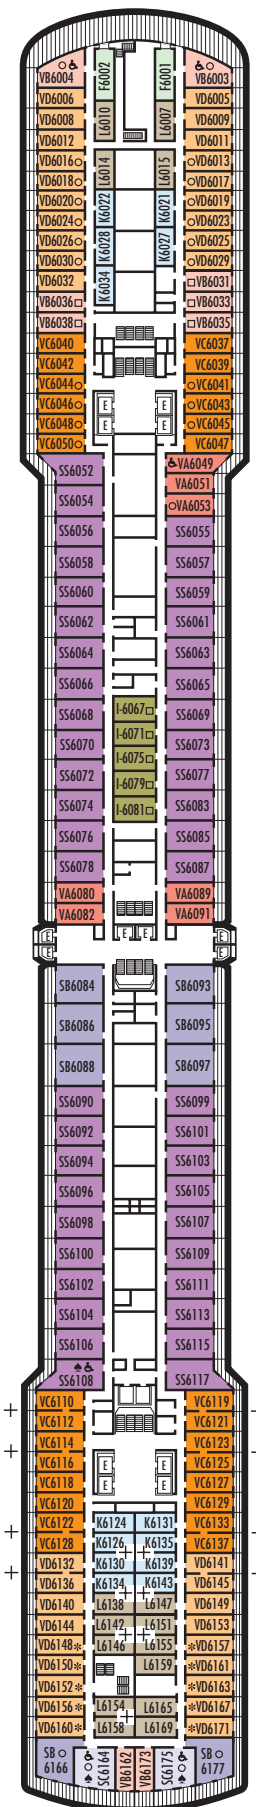 VB6004 F6002 F6001 VB6003
VD6006 VD6005
VD6008 L6010 L6007 VD6009
VD6012 VD6011
VD6016 L6014 L6015 VD6013
VD6018 VD6017
VD6020 K6022 K6021 VD6019
VD6024 VD6023
VD6026 K6028 K6027 VD6025
VD6030 VD6029
VD6032 K6034 VB6031
VB6036 VB6033
VB6038 VB6035
VC6040 VC6037
VC6042 VC6039
VC6044 VC6041
VC6046 E E VC6043
VC6048 E E VC6045
VC6050 VC6047
SS6052 VA6049
VA6051
SS6054 VA6053
SS6056 SS6055
SS6058 SS6057
SS6060 SS6059
SS6062 SS6061
SS6064 SS6063
SS6066 SS6065
SS6068 I-6067 SS6069
I-6071
SS6070 SS6073
I-6075
SS6072 I-6079 SS6077
SS6074 I-6081 SS6083
SS6076 SS6085
SS6078 SS6087
VA6080 VA6089
VA6082 VA6091
E E E E
E E
SB6084 SB6093
SB6086 SB6095
SB6088 SB6097
SS6090 SS6099
SS6092 SS6101
SS6094 SS6103
SS6096 SS6105
SS6098 SS6107
SS6100 SS6109
SS6102 SS6111
SS6104 SS6113
SS6106 SS6115
SS6108 SS6117
VC6110 VC6119
VC6112 VC6121
VC6114 VC6123
VC6116 E E VC6125
VC6118 E E VC6127
VC6120 VC6129
VC6122 K6124 K6131 VC6133
VC6128 K6126 K6135 VC6137
VD6132 K6130 K6139 VD6141
VD6136 K6134 K6143 VD6145
VD6140 L6138 L6147 VD6149
VD6144 L6142 L6151 VD6153
VD6148* L6146 L6155 *VD6157
VD6150* L6159 *VD6161
VD6152* *VD6163
VD6156* L6154 L6165 *VD6167
VD6160* L6158 L6169 *VD6171
SB 6166 SC6164 VB6162 VB6173 SC6175 SB 6177